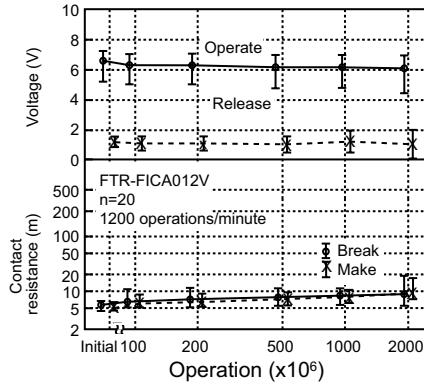 10
8
6
4
2
0
Voltage (V)
Operate
Release
FTR-FICA012V
n=20
1200 operations/minute
Break
Make
500
200
100
50
20
10
5
2
Contact
resistance (m)
Initial 100 200 500 1000 2000
Operation (x10⁶)